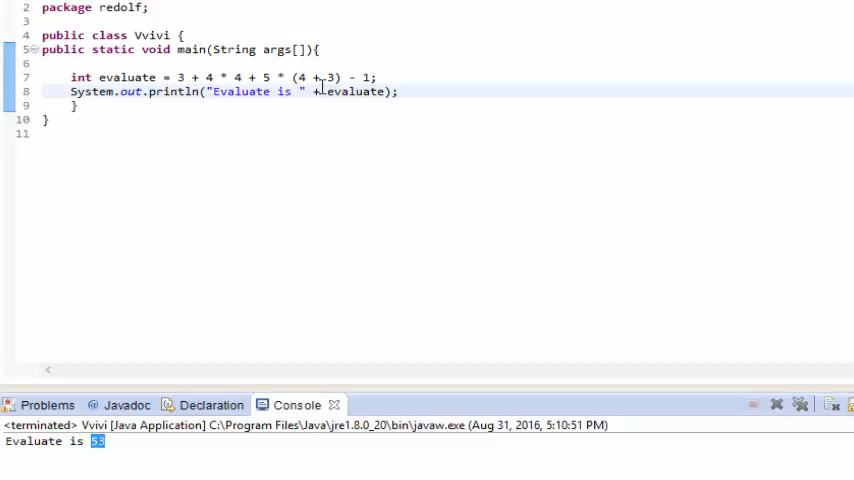 2 package redolf;
3
4 public class Vvivi {
5 public static void main(String args[]){
6
7 int evaluate = 3 + 4 * 4 + 5 * (4 + 3) - 1;
8 System.out.println("Evaluate is " + evaluate);
9 }
10 }
11
Problems @ Javadoc Declaration Console
<terminated> Vvivi [Java Application] C:\Program Files\Java\jre1.8.0_20\bin\javaw.exe (Aug 31, 2016, 5:10:51 PM)
Evaluate is 53